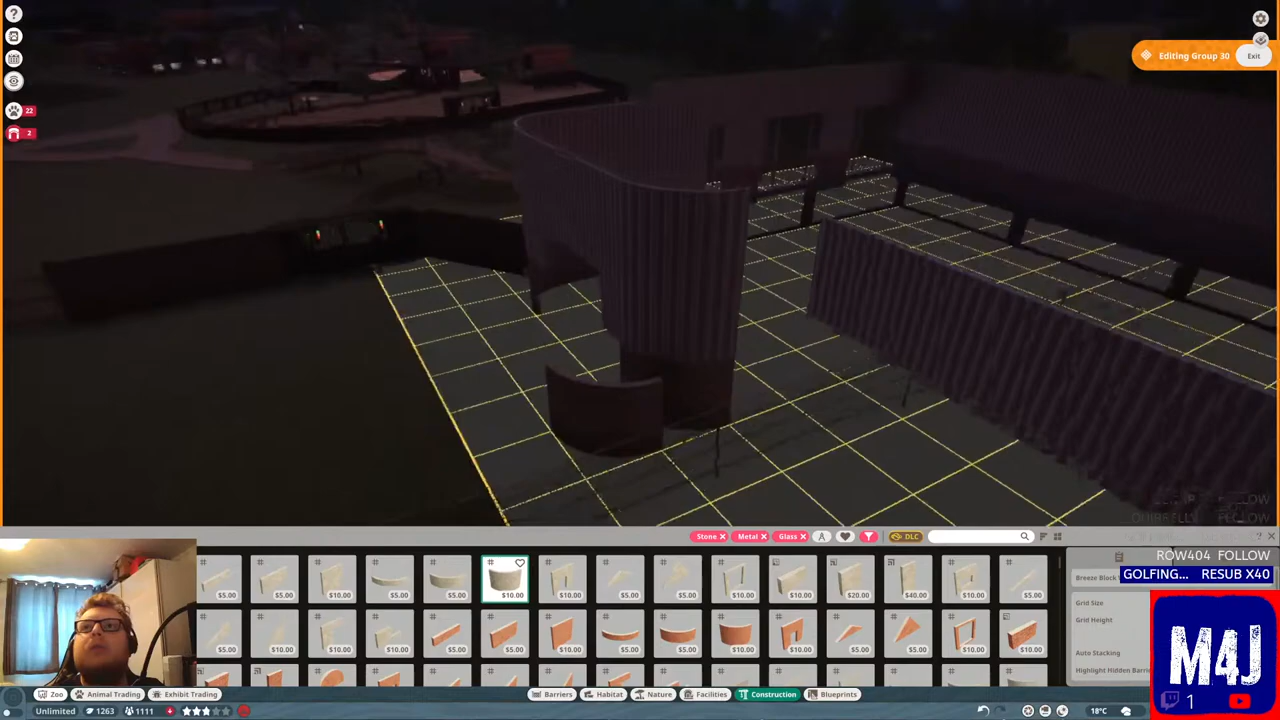 ?
Editing Group 30 Exit
22
2
Stone Metal Glass DLC
ROW404 FOLLOW
GOLFING... RESUB X40
$5.00 $5.00 $10.00 $5.00 $5.00 $10.00 $10.00 $5.00 $5.00 $10.00 $10.00 $20.00 $40.00 $10.00 $5.00
Breeze Block
Grid Size
Grid Height
Auto Stacking
Highlight Hidden Barri
$5.00 $5.00 $10.00 $5.00 $5.00 $5.00 $10.00 $5.00 $5.00 $10.00 $10.00 $5.00 $5.00 $10.00 $10.00
M4J
1
Zoo Animal Trading Exhibit Trading Barriers Habitat Nature Facilities Construction Blueprints
Unlimited 1263 1111 18°C